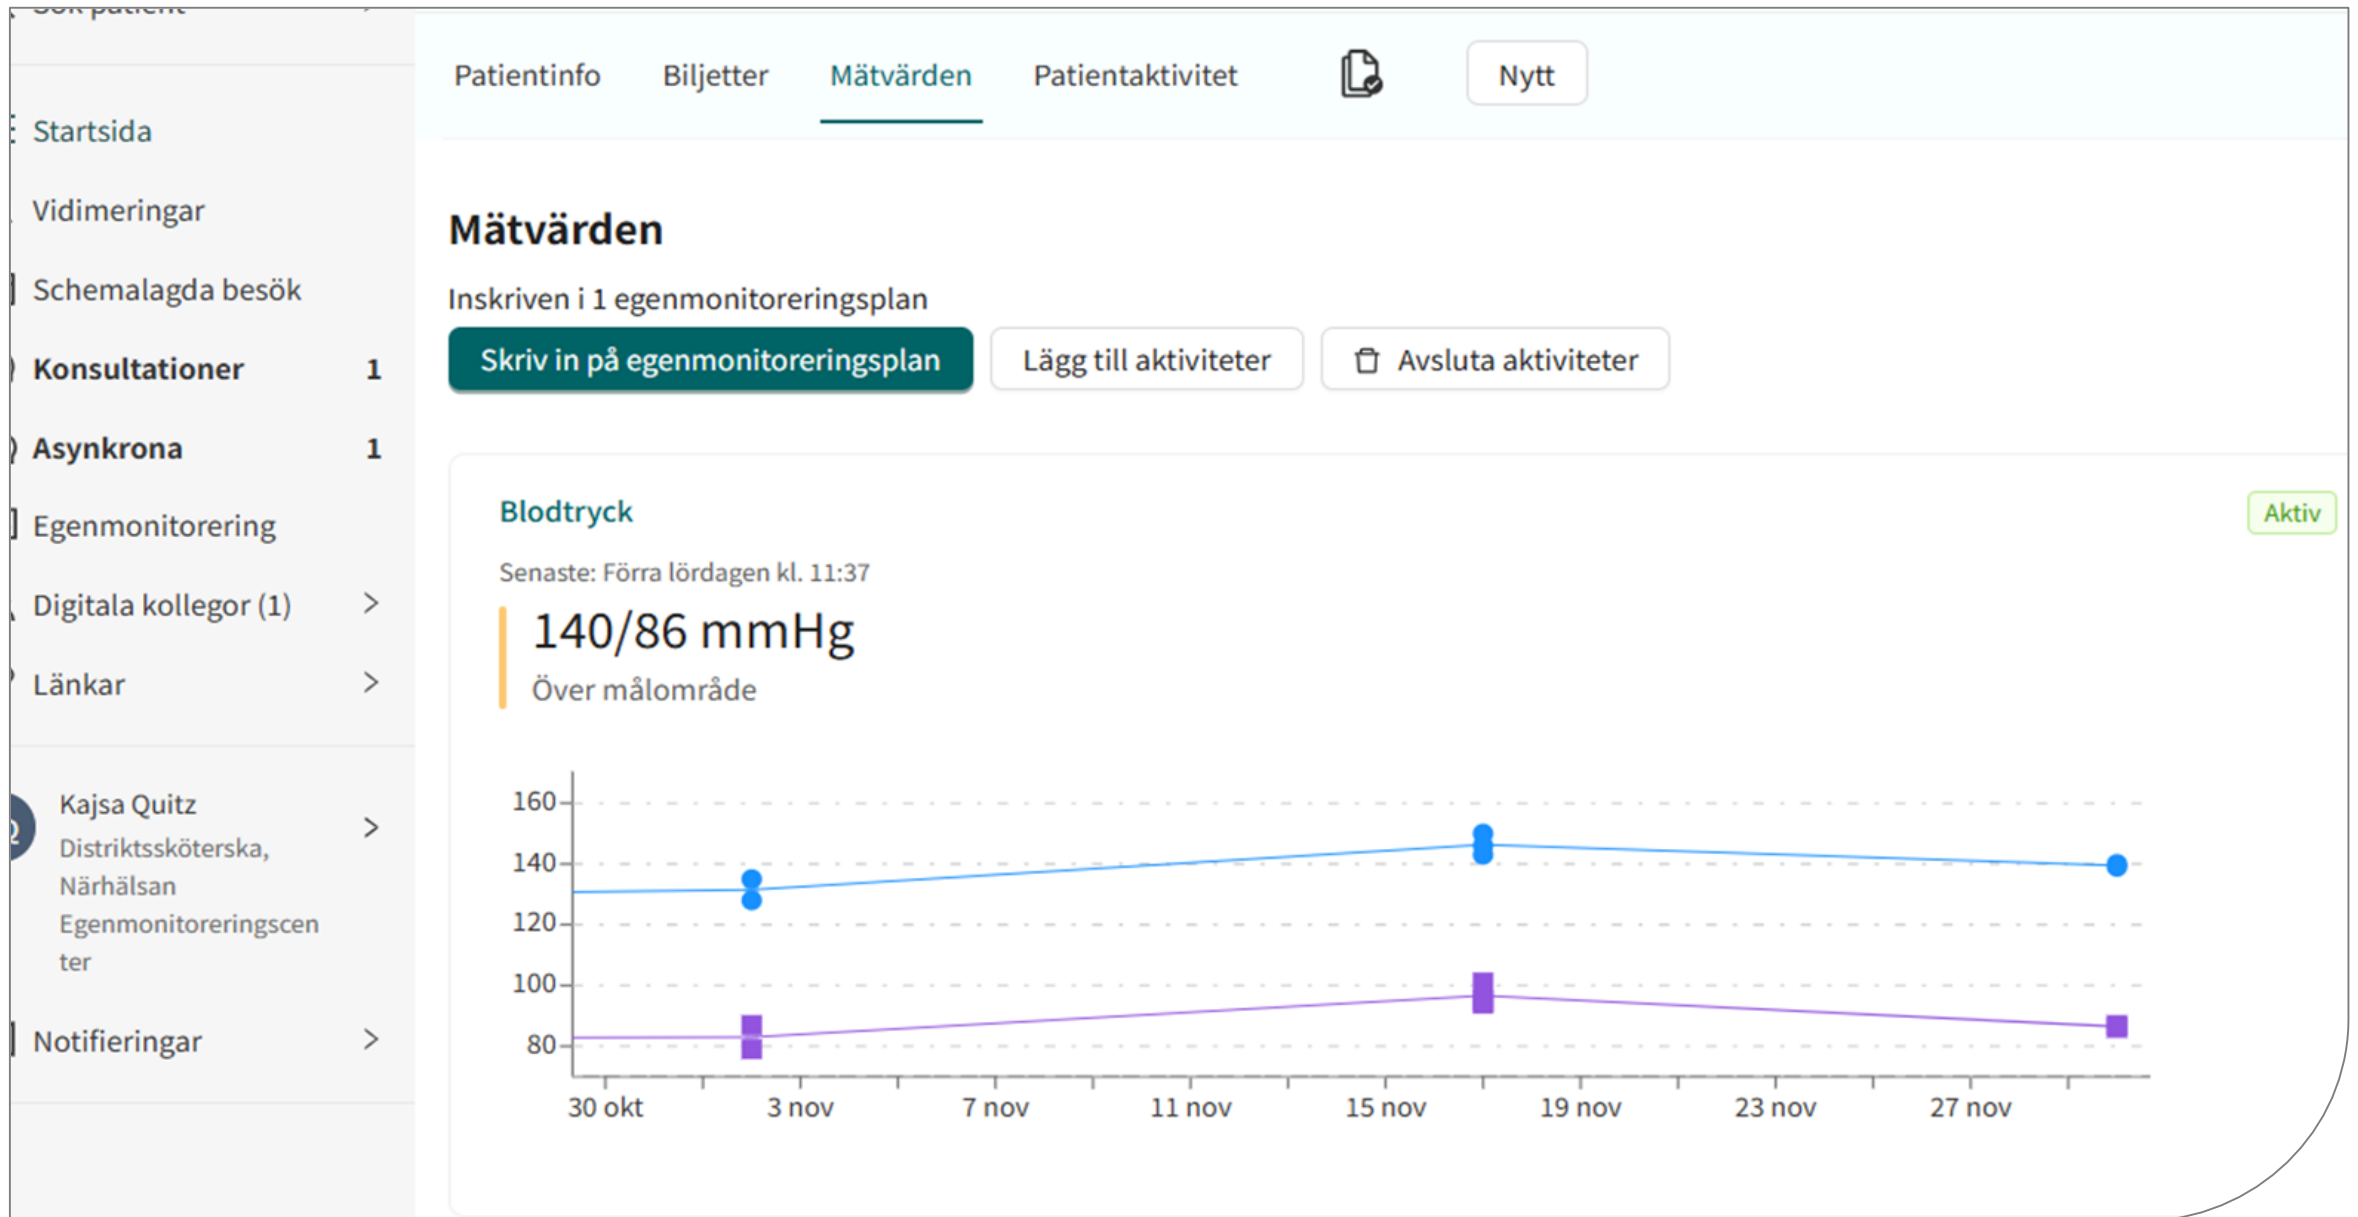 Sök patient
Patientinfo
Biljetter
Mätvärden
Patientaktivitet
Nytt
Startsida
Vidimeringar
Schemalagda besök
Konsultationer 1
Asynkrona 1
Egenmonitorering
Digitala kollegor (1)
Länkar
Kajsa Quitz
Distriktssköterska,
Närhälsan
Egenmonitoreringscen
ter
Notifieringar
Mätvärden
Inskriven i 1 egenmonitoreringsplan
Skriv in på egenmonitoreringsplan
Lägg till aktiviteter
Avsluta aktiviteter
Blodtryck
Aktiv
Senaste: Förra lördagen kl. 11:37
140/86 mmHg
Över målområde
160
140
120
100
80
30 okt 3 nov 7 nov 11 nov 15 nov 19 nov 23 nov 27 nov